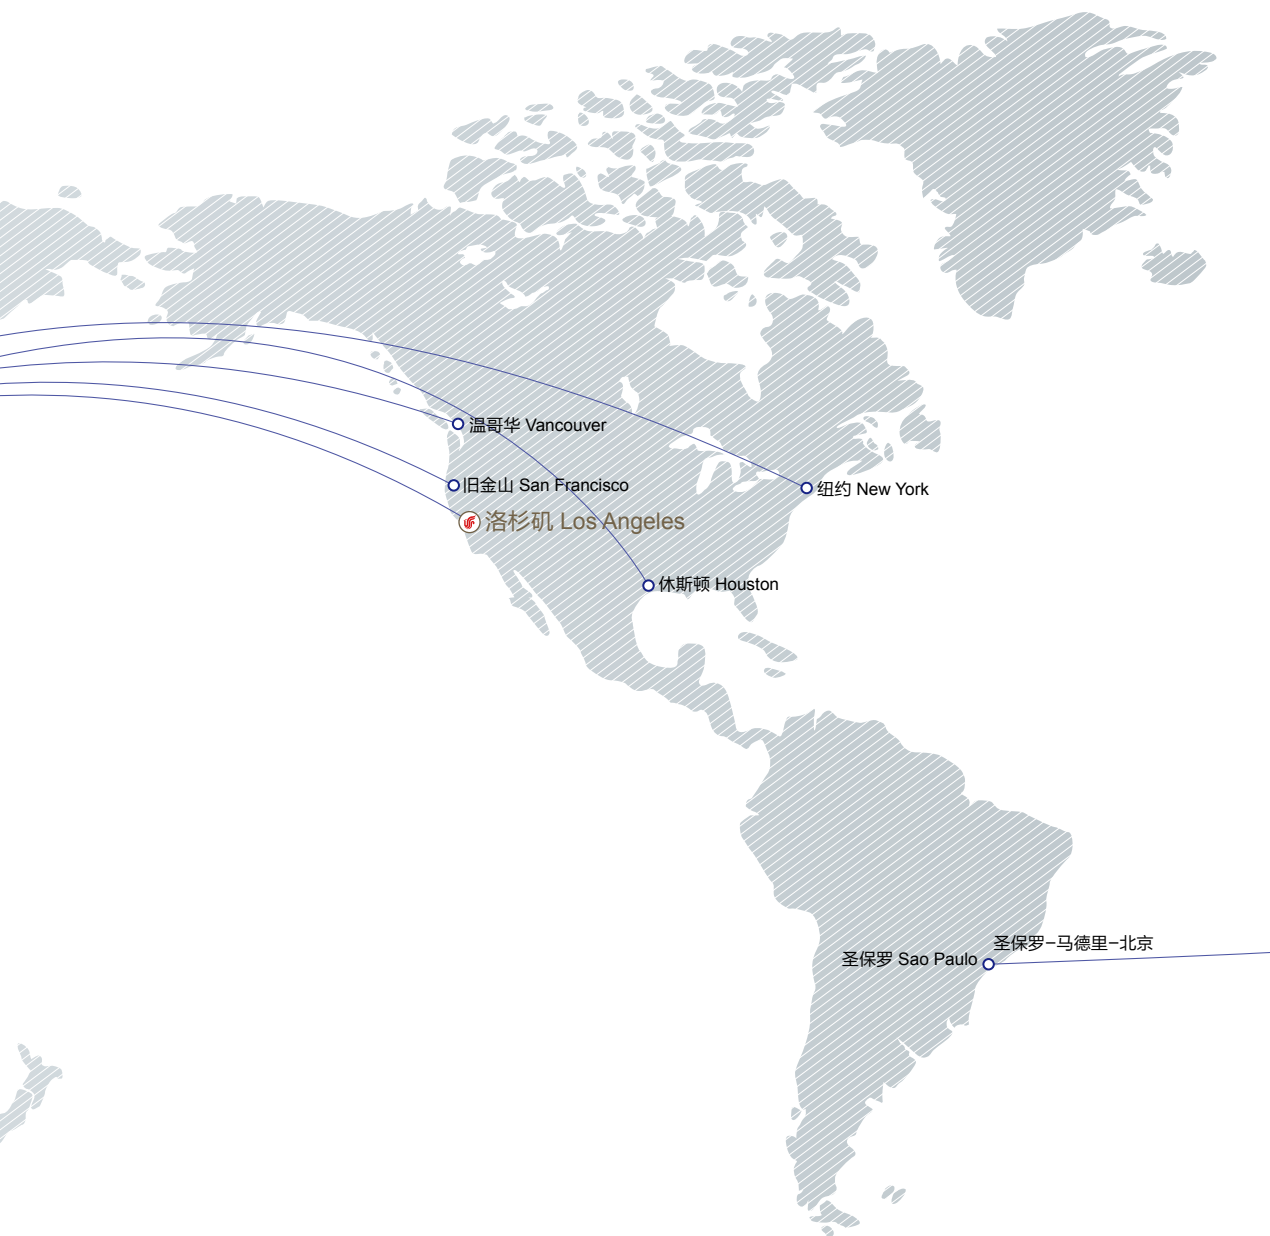 温哥华 Vancouver
旧金山 San Francisco
纽约 New York
洛杉矶 Los Angeles
休斯顿 Houston
圣保罗–马德里–北京
圣保罗 Sao Paulo